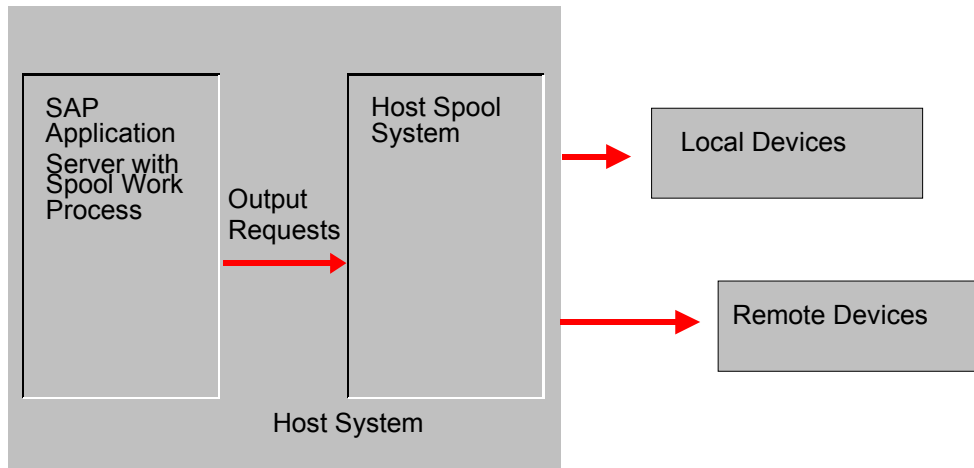 SAP
Application
Server with
Spool Work
Process
Output
Requests
Host Spool
System
Local Devices
Remote Devices
Host System